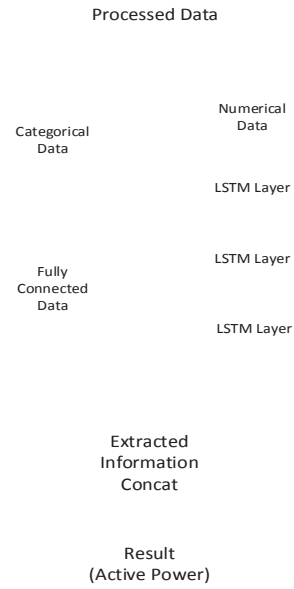 Processed Data
Categorical
Data
Numerical
Data
LSTM Layer
Fully
Connected
Data
LSTM Layer
LSTM Layer
Extracted
Information
Concat
Result
(Active Power)